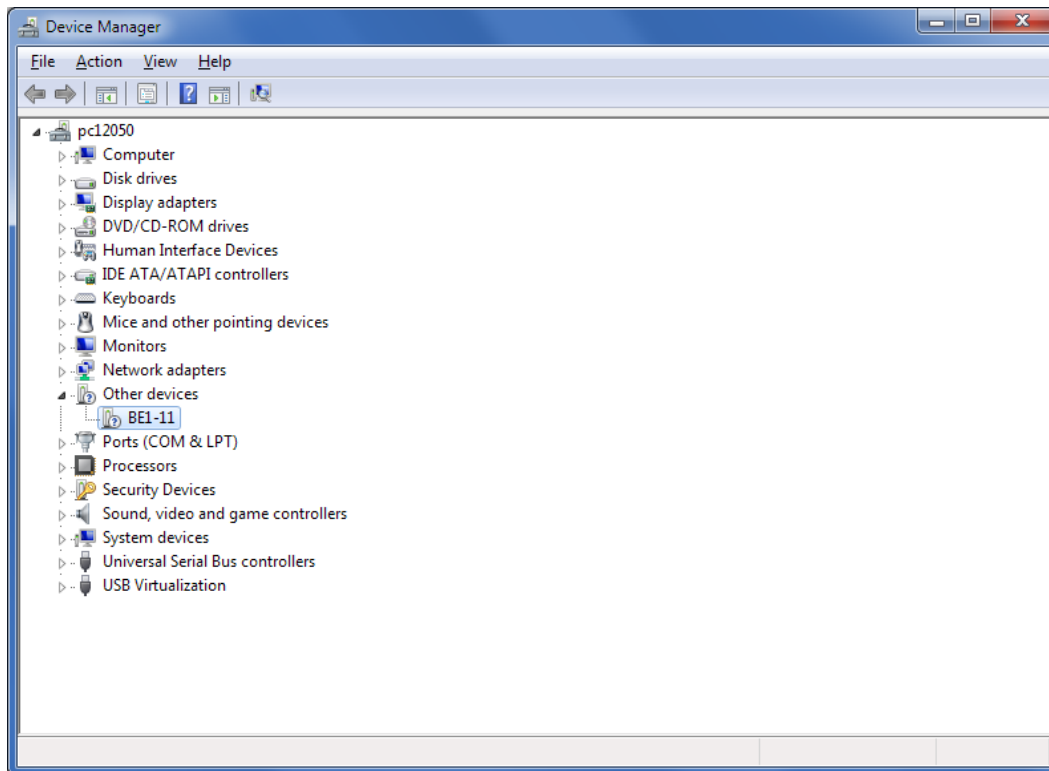 Device Manager
File Action View Help
pc12050
Computer
Disk drives
Display adapters
DVD/CD-ROM drives
Human Interface Devices
IDE ATA/ATAPI controllers
Keyboards
Mice and other pointing devices
Monitors
Network adapters
Other devices
BE1-11
Ports (COM & LPT)
Processors
Security Devices
Sound, video and game controllers
System devices
Universal Serial Bus controllers
USB Virtualization